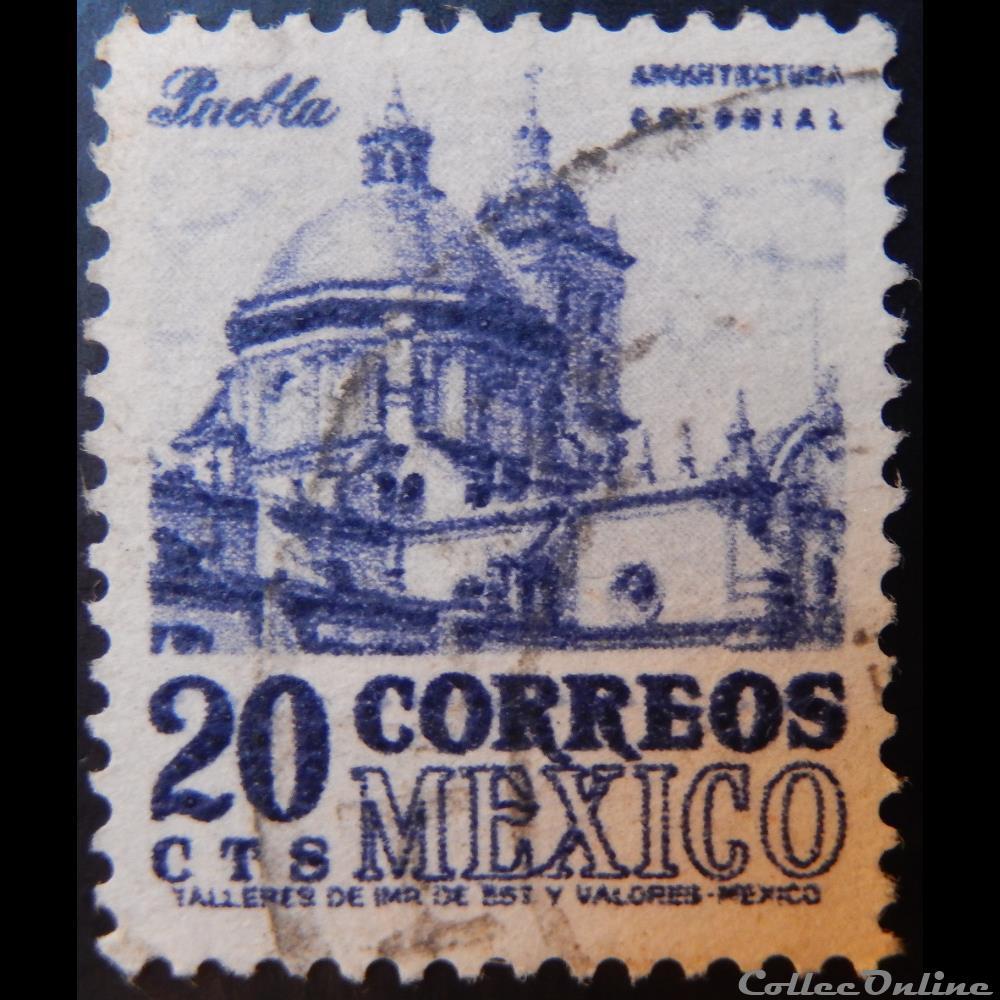 Puebla
ARQUITECTURA
COLONIAL
20 CORREOS
CTS MEXICO
TALLERES DE IMP. DE EST. Y VALORES-MEXICO
CollecOnline